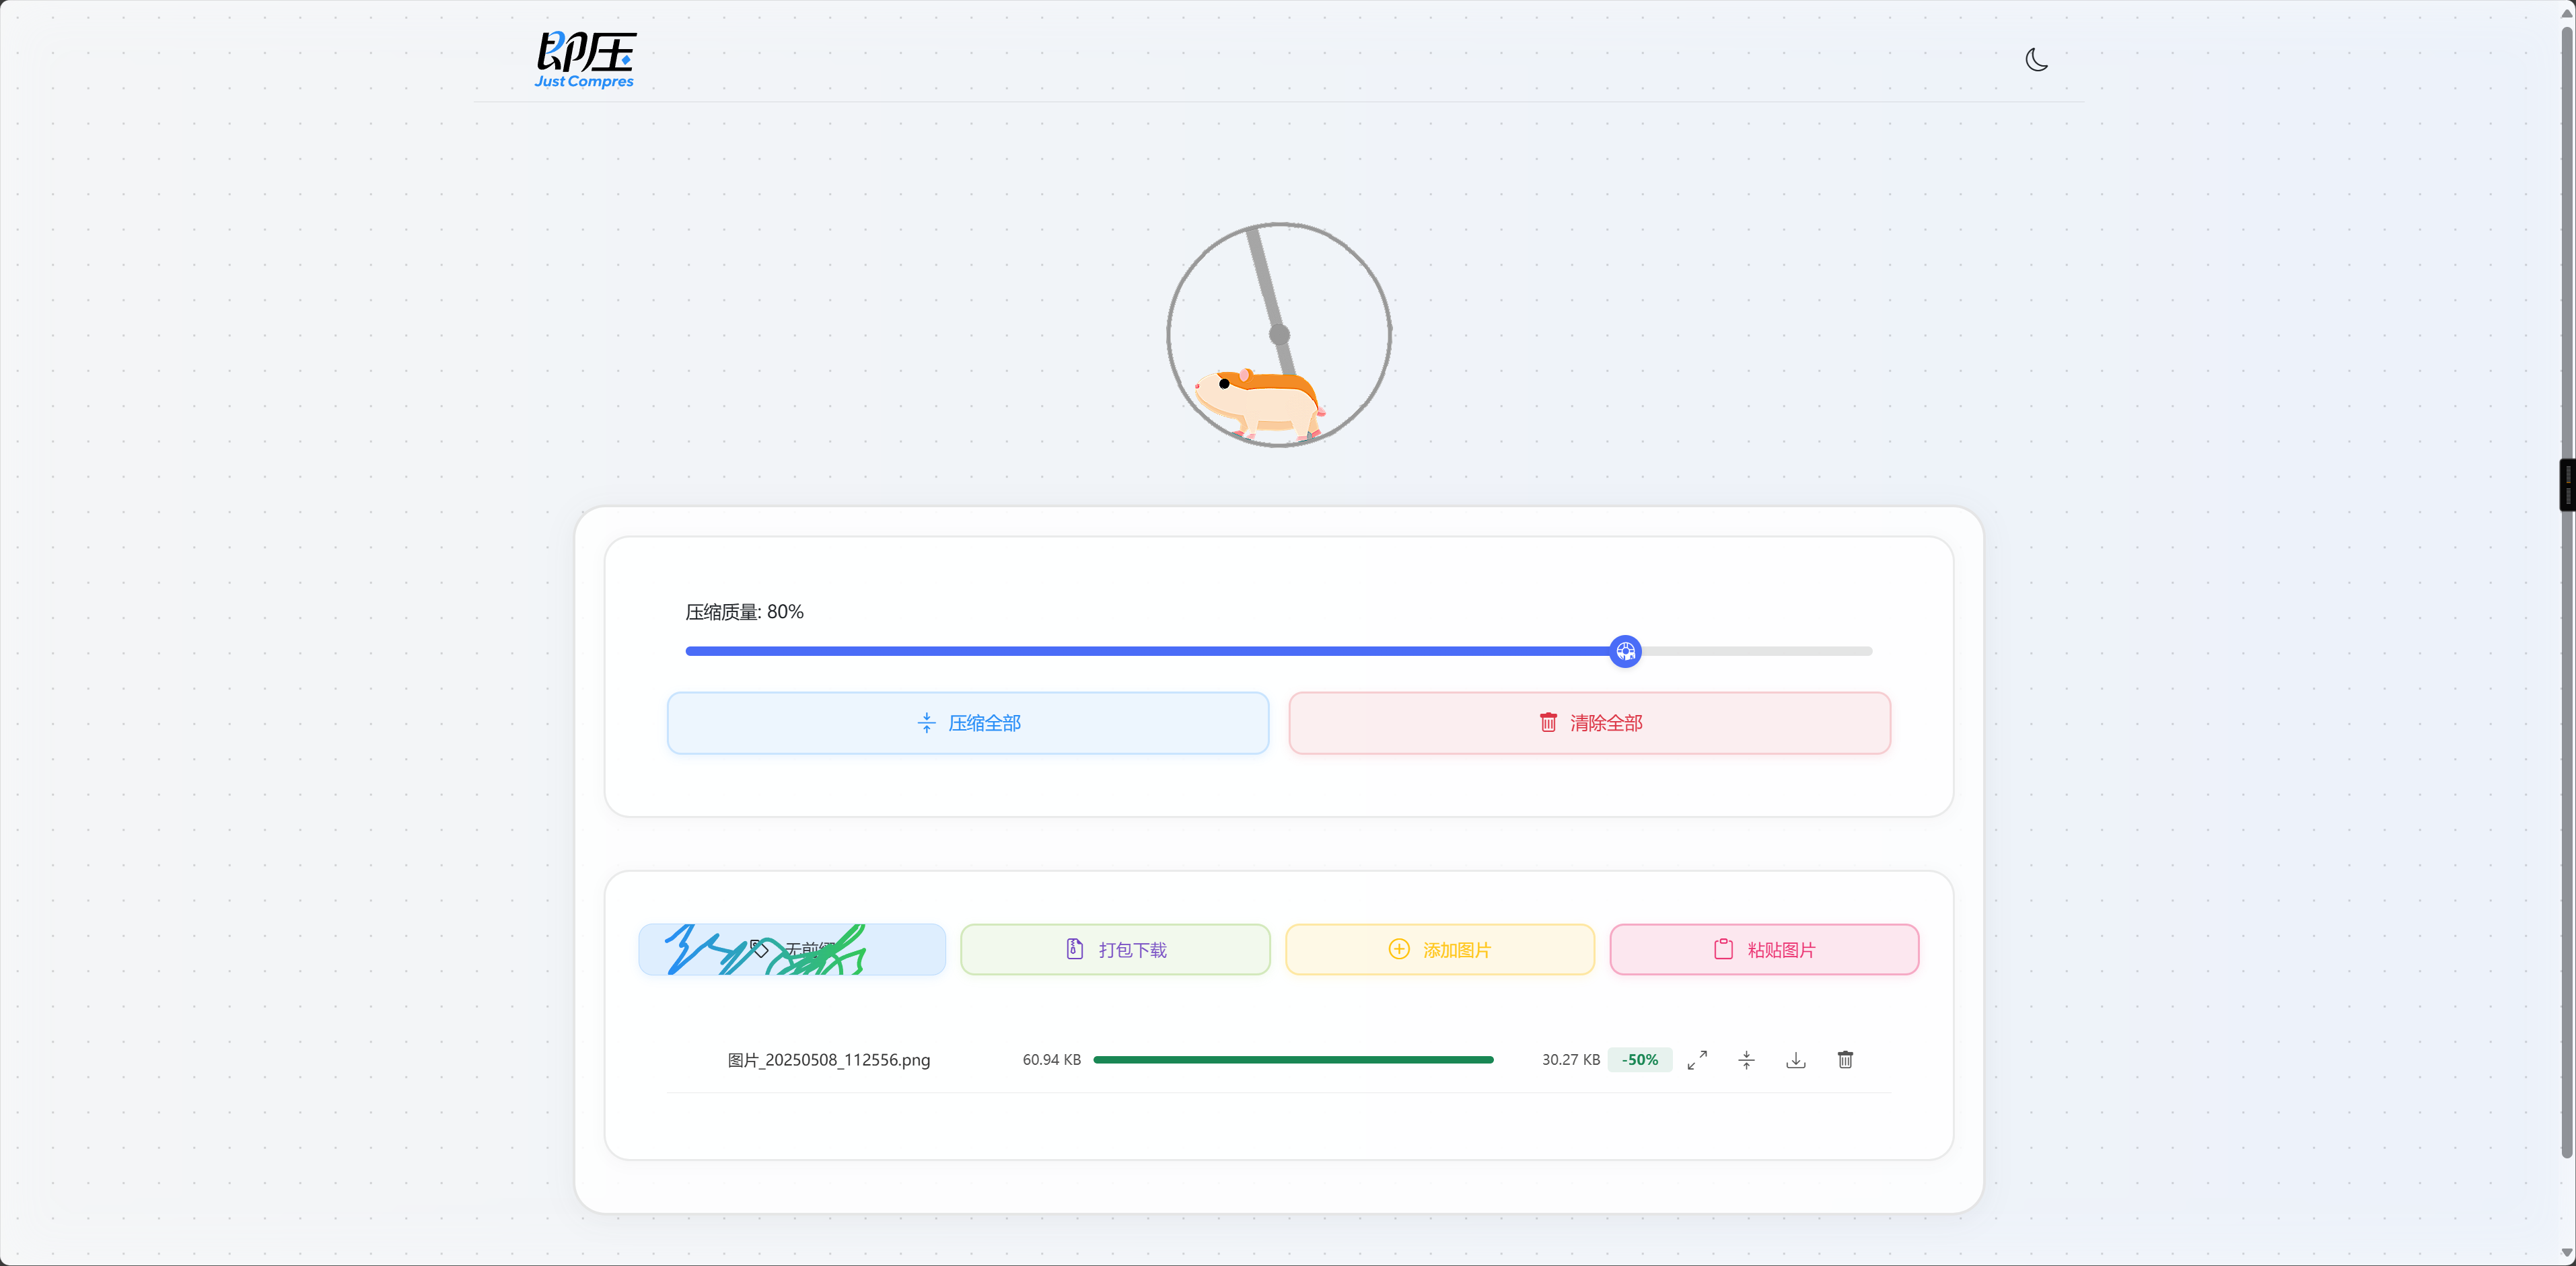 即压
Just Compres
压缩质量: 80%
压缩全部
清除全部
无前
打包下载
添加图片
粘贴图片
图片_20250508_112556.png
60.94 KB
30.27 KB
-50%